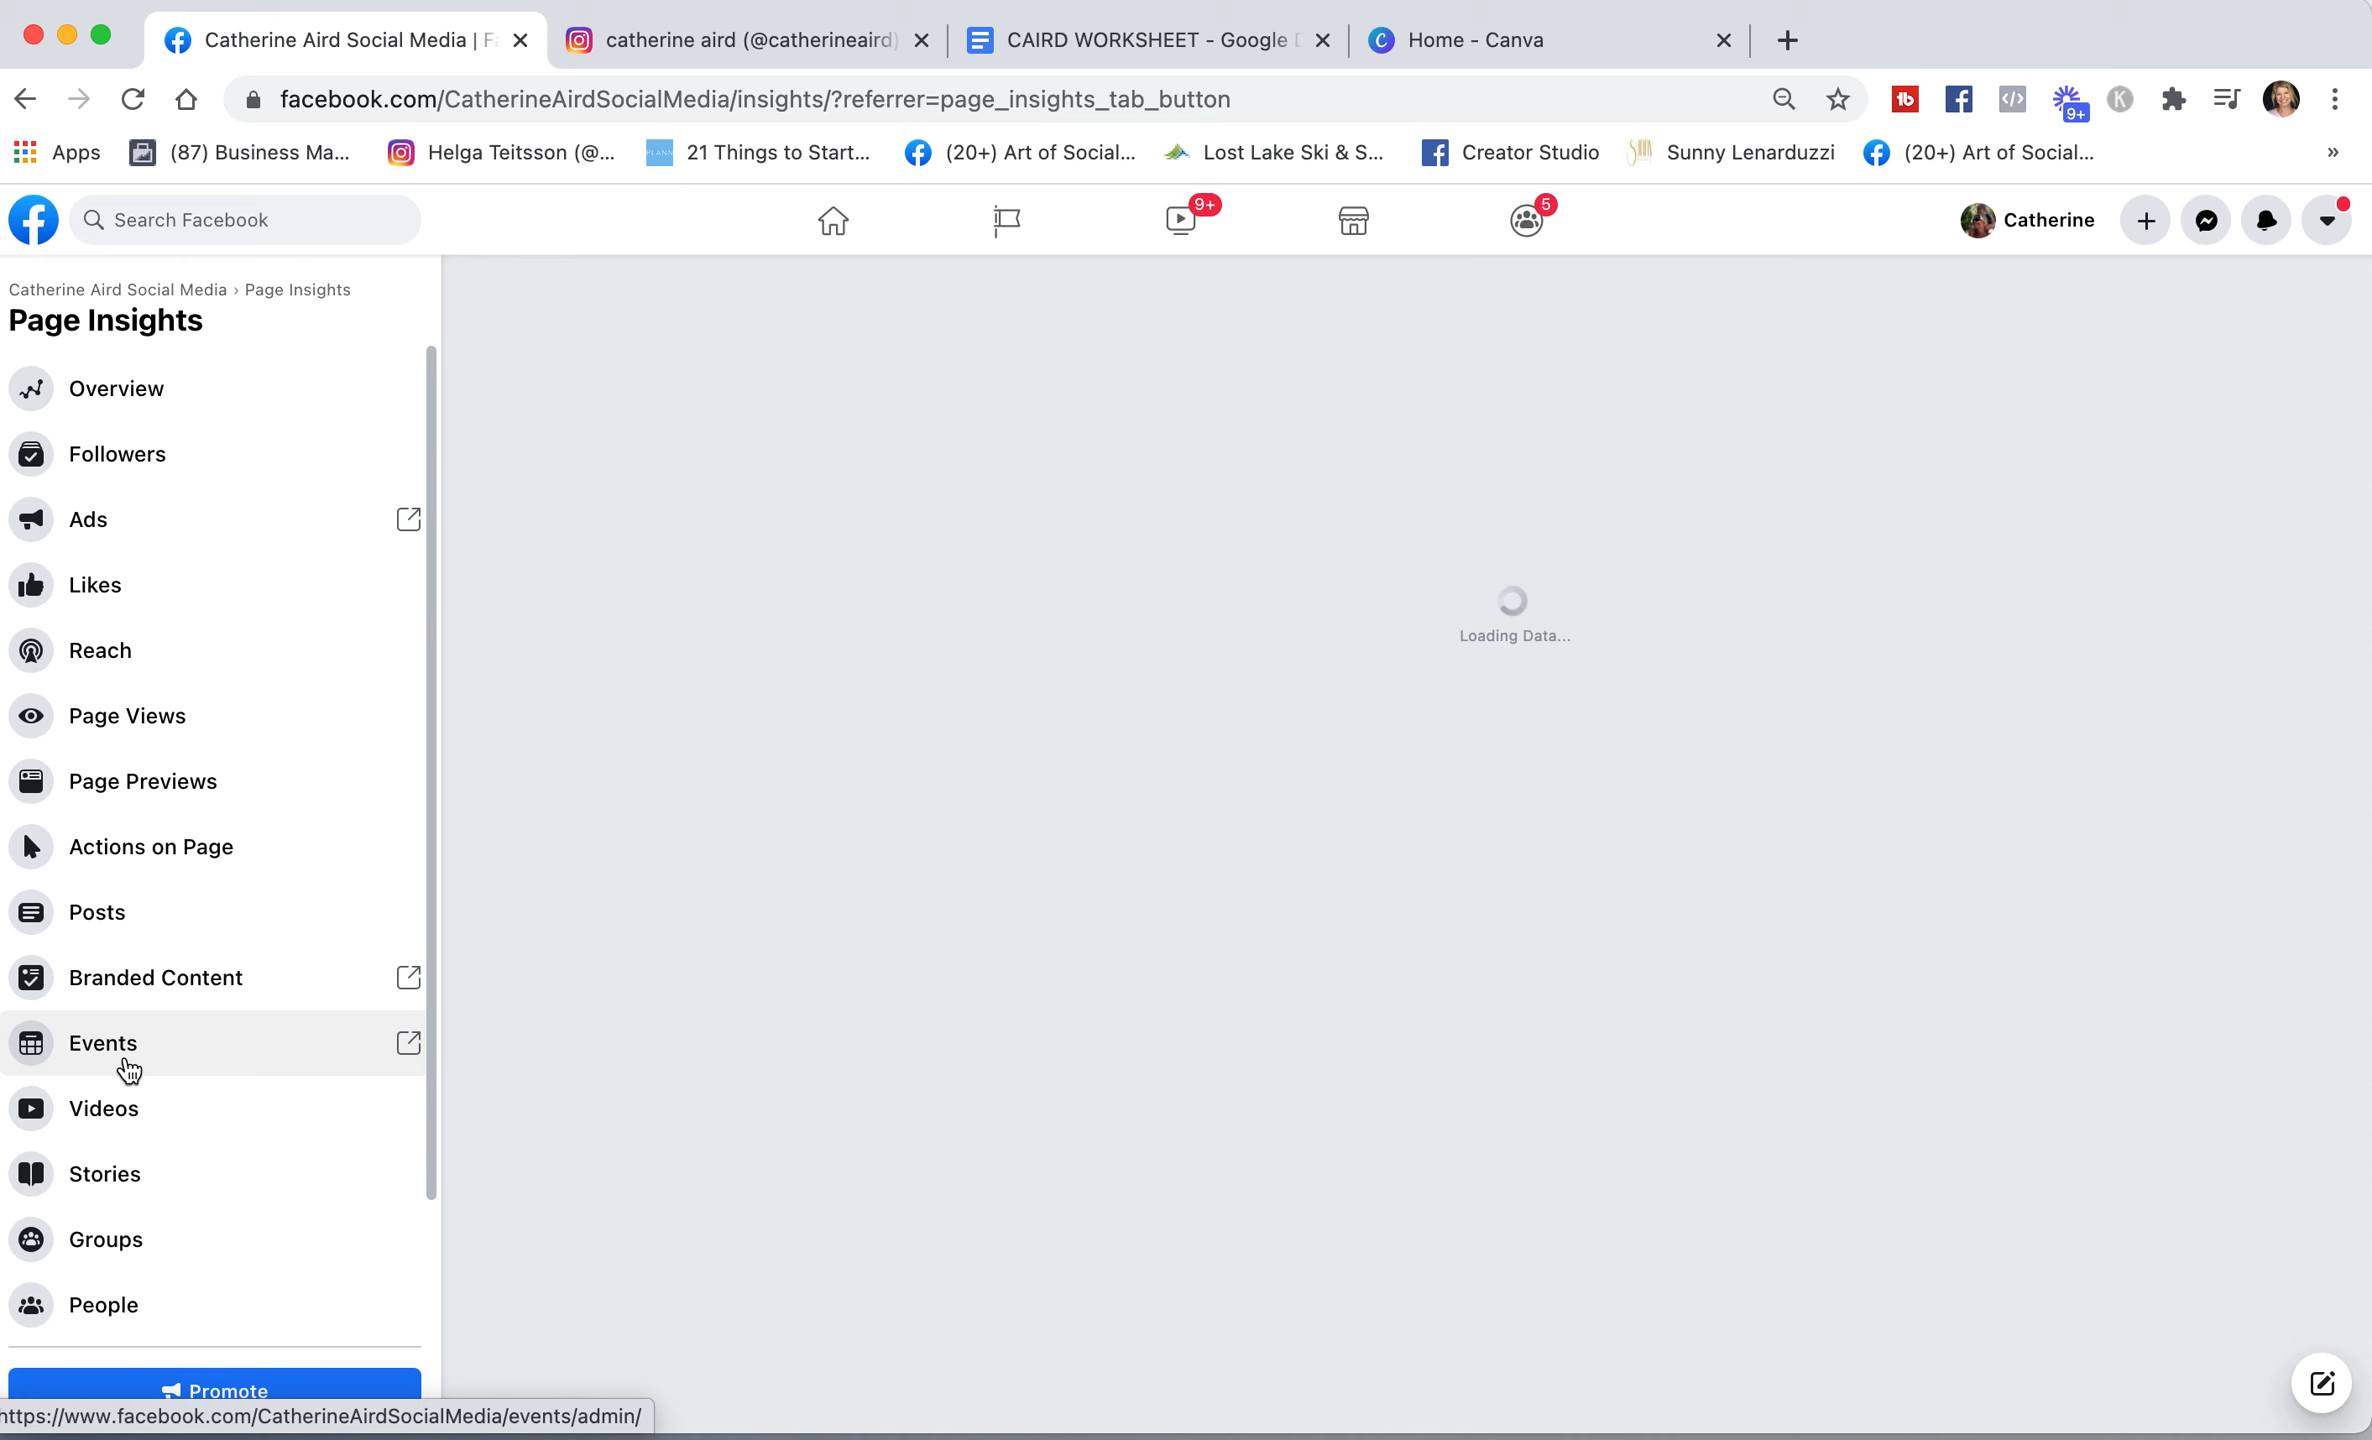 Catherine Aird Social Media | Fa
catherine aird (@catherineaird)
CAIRD WORKSHEET - Google D
Home - Canva
facebook.com/CatherineAirdSocialMedia/insights/?referrer=page_insights_tab_button
9+
K
Apps
(87) Business Ma...
Helga Teitsson (@...
PLANN
21 Things to Start...
(20+) Art of Social...
Lost Lake Ski & S...
Creator Studio
Sunny Lenarduzzi
(20+) Art of Social...
»
Search Facebook
9+
5
Catherine
Catherine Aird Social Media › Page Insights
Page Insights
Overview
Followers
Ads
Likes
Reach
Page Views
Page Previews
Actions on Page
Posts
Branded Content
Events
Videos
Stories
Groups
People
Promote
Loading Data...
https://www.facebook.com/CatherineAirdSocialMedia/events/admin/